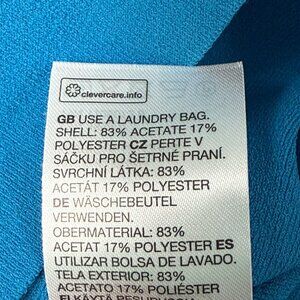 clevercare.info
GB USE A LAUNDRY BAG.
SHELL: 83% ACETATE 17%
POLYESTER CZ PERTE V
SÁČKU PRO ŠETRNÉ PRANÍ.
SVRCHNÍ LÁTKA: 83%
ACETÁT 17% POLYESTER
DE WÄSCHEBEUTEL
VERWENDEN.
OBERMATERIAL: 83%
ACETAT 17% POLYESTER ES
UTILIZAR BOLSA DE LAVADO.
TELA EXTERIOR: 83%
ACETATO 17% POLIÉSTER